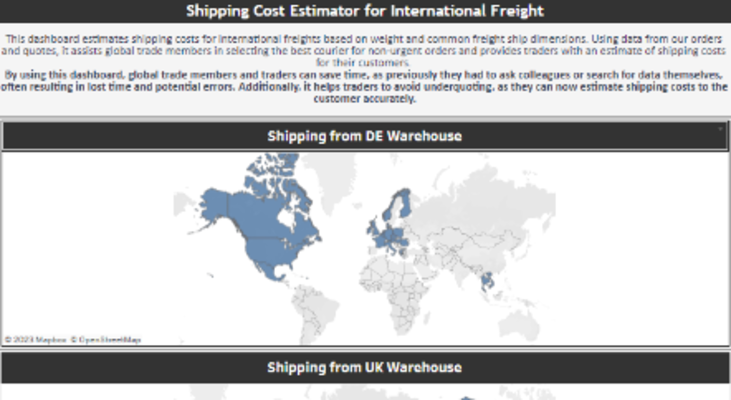 Shipping Cost Estimator for International Freight
This dashboard estimates shipping costs for international freights based on weight and common freight ship dimensions. Using data from our orders
and quotes, it assists global trade members in selecting the best courier for non-urgent orders and provides traders with an estimate of shipping costs
for their customers.
By using this dashboard, global trade members and traders can save time, as previously they had to ask colleagues or search for data themselves,
often resulting in lost time and potential errors. Additionally, it helps traders to avoid underquoting, as they can now estimate shipping costs to the
customer accurately.
Shipping from DE Warehouse
© 2023 Mapbox © OpenStreetMap
Shipping from UK Warehouse